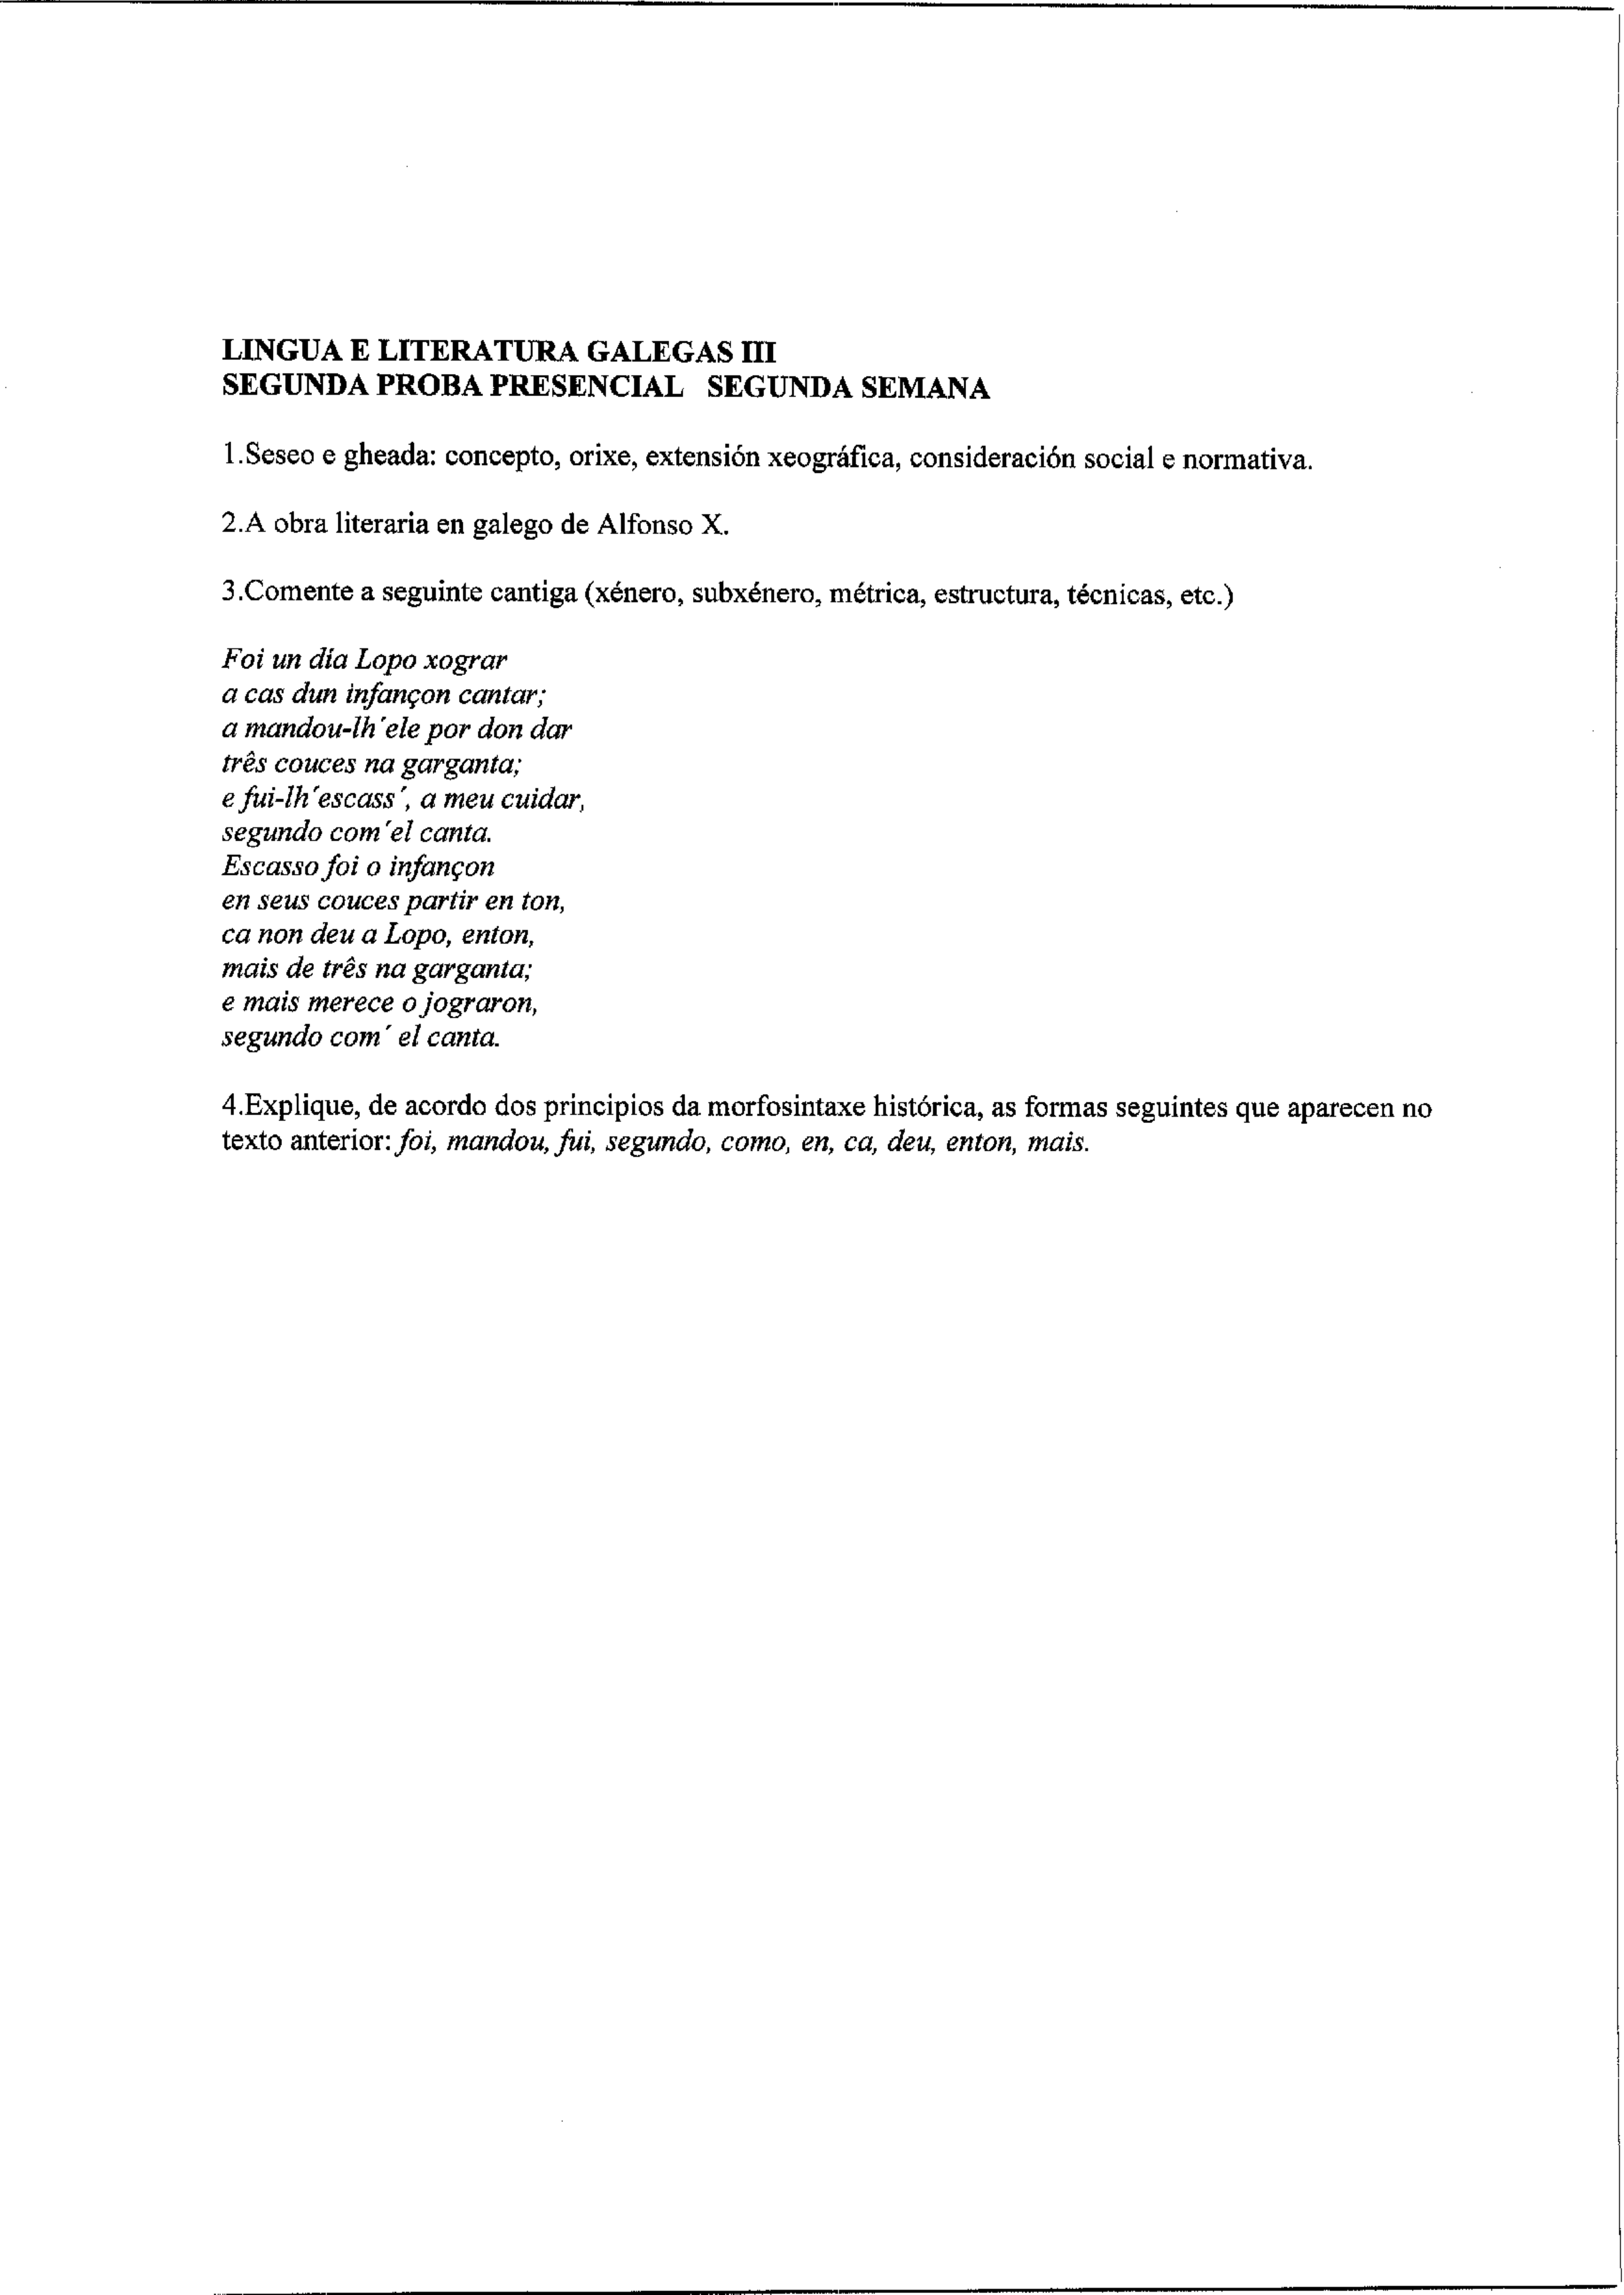 LINGUA E LITERATURA GALEGAS III
SEGUNDA PROBA PRESENCIAL SEGUNDA SEMANA
1.Seseo e gheada: concepto, orixe, extensión xeográfica, consideración social e normativa.
2.A obra literaria en galego de Alfonso X.
3.Comente a seguinte cantiga (xénero, subxénero, métrica, estructura, técnicas, etc.)
Foi un día Lopo xograr
a cas dun infançon cantar;
a mandou-lh´ele por don dar
três couces na garganta;
e fui-lh´escass´, a meu cuidar,
segundo com´el canta.
Escasso foi o infançon
en seus couces partir en ton,
ca non deu a Lopo, enton,
mais de três na garganta;
e mais merece o jograron,
segundo com´ el canta.
4.Explique, de acordo dos principios da morfosintaxe histórica, as formas seguintes que aparecen no
texto anterior: foi, mandou, fui, segundo, como, en, ca, deu, enton, mais.